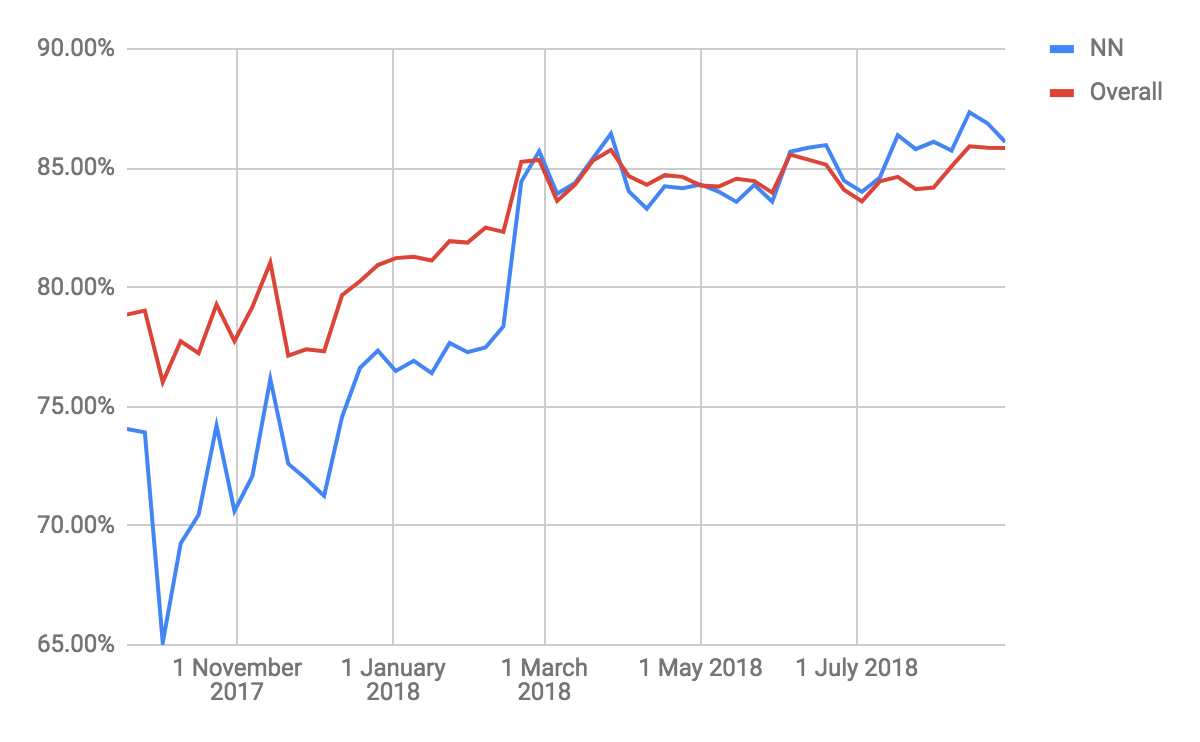 90.00%
85.00%
80.00%
75.00%
70.00%
65.00%
1 November
2017
1 January
2018
1 March
2018
1 May 2018
1 July 2018
NN
Overall